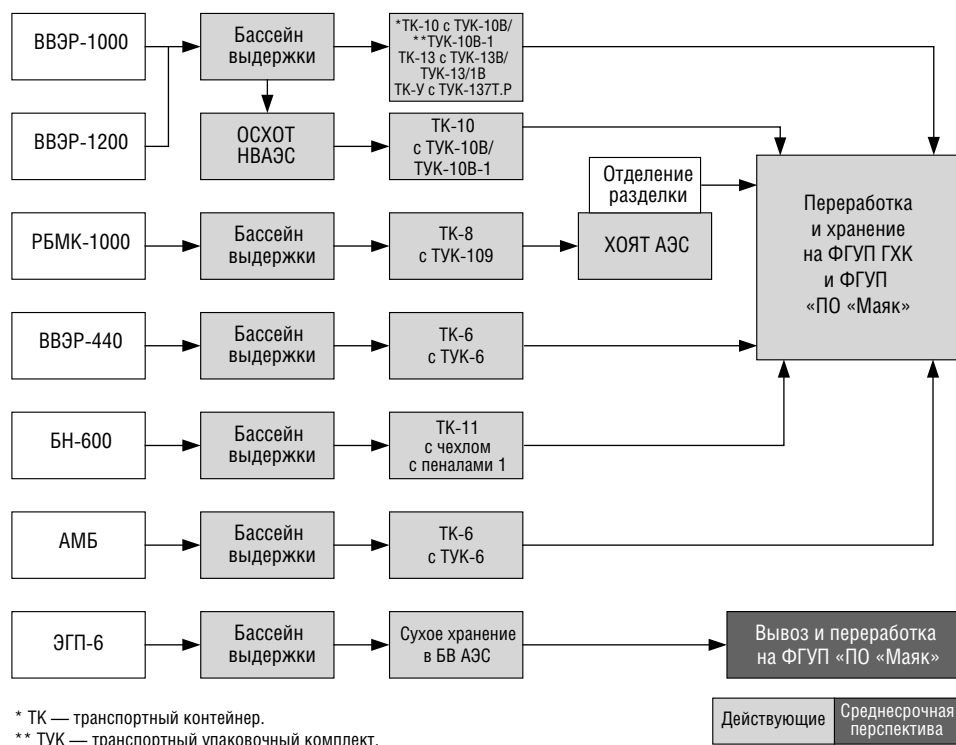 ВВЭР-1000
Бассейн
выдержки
*ТК-10 с ТУК-10В/
**ТУК-10В-1
ТК-13 с ТУК-13В/
ТУК-13/1В
ТК-У с ТУК-137Т.Р
ВВЭР-1200
ОСХОТ
НВАЭС
ТК-10
с ТУК-10В/
ТУК-10В-1
Отделение
разделки
Переработка
и хранение
на ФГУП ГХК
и ФГУП
«ПО «Маяк»
РБМК-1000
Бассейн
выдержки
ТК-8
с ТУК-109
ХОЯТ АЭС
ВВЭР-440
Бассейн
выдержки
ТК-6
с ТУК-6
БН-600
Бассейн
выдержки
ТК-11
с чехлом
с пеналами 1
АМБ
Бассейн
выдержки
ТК-6
с ТУК-6
ЭГП-6
Бассейн
выдержки
Сухое хранение
в БВ АЭС
Вывоз и переработка
на ФГУП «ПО «Маяк»
* ТК — транспортный контейнер.
** ТУК — транспортный упаковочный комплект.
Действующие
Среднесрочная
перспектива